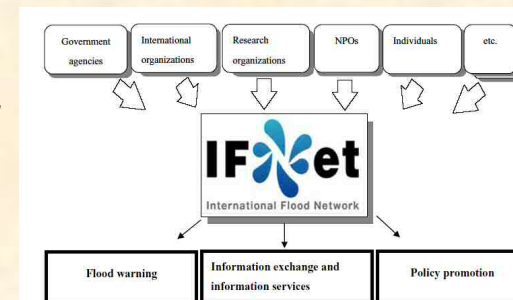 Government agencies
International organizations
Research organizations
NPOs
Individuals
etc.
IFNet
International Flood Network
Flood warning
Information exchange and
information services
Policy promotion